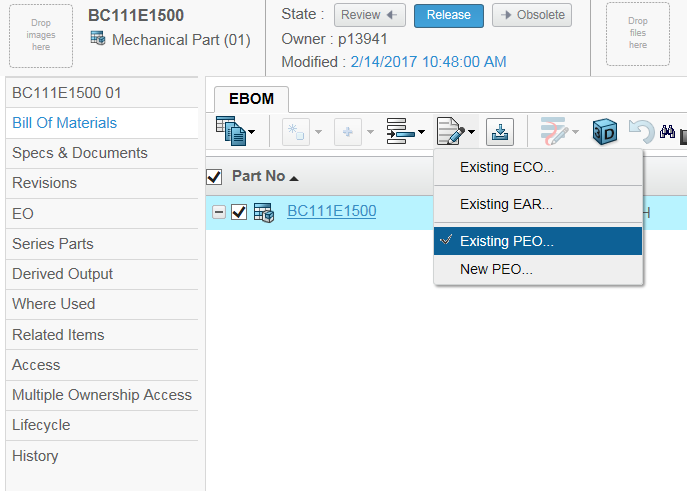 Drop
images
here
BC111E1500
Mechanical Part (01)
State :
Review
Release
Obsolete
Owner : p13941
Modified : 2/14/2017 10:48:00 AM
Drop
files
here
BC111E1500 01
Bill Of Materials
Specs & Documents
Revisions
EO
Series Parts
Derived Output
Where Used
Related Items
Access
Multiple Ownership Access
Lifecycle
History
EBOM
3D
Part No
BC111E1500
Existing ECO...
Existing EAR...
Existing PEO...
New PEO...